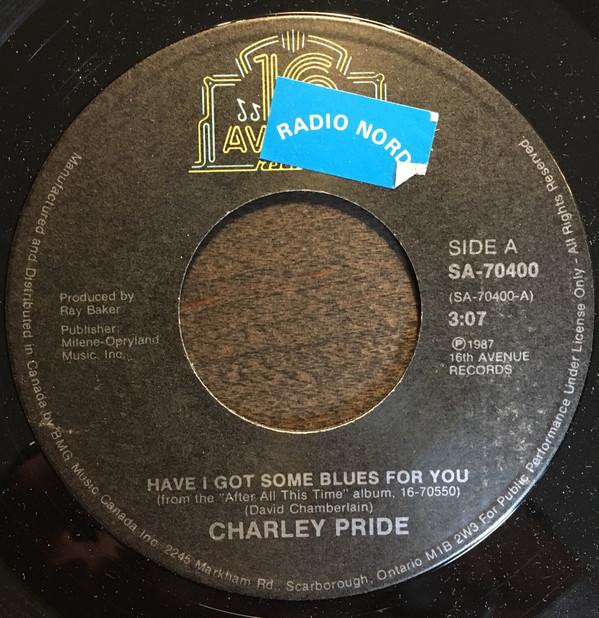 16
AV
RADIO NORD
SIDE A
SA-70400
(SA-70400-A)
3:07
Ⓟ1987
16th AVENUE
RECORDS
Produced by
Ray Baker
Publisher:
Milene-Opryland
Music. Inc.
HAVE I GOT SOME BLUES FOR YOU
(from the "After All This Time" album, 16-70550)
(David Chamberlain)
CHARLEY PRIDE
Manufactured and Distributed in Canada by BMG Music Canada Inc. 2245 Markham Rd., Scarborough, Ontario M1B 2W3 For Public Performance Under License Only - All Rights Reserved.